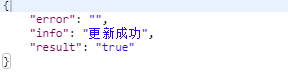 {
    "error": "",
    "info": "更新成功",
    "result": "true"
}